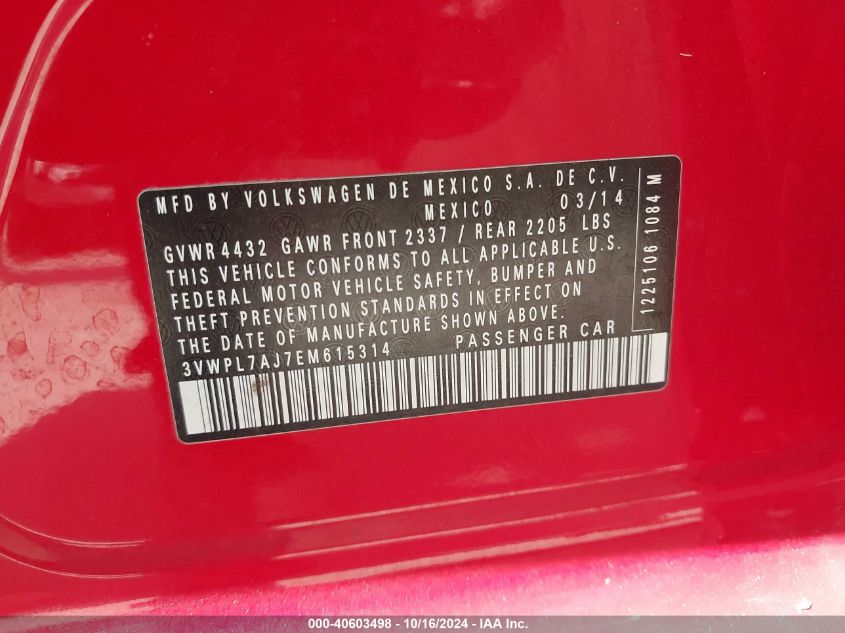 MFD BY VOLKSWAGEN DE MEXICO S.A. DE C.V.
MEXICO 03/14
GVWR 4432 GAWR FRONT 2337 / REAR 2205 LBS
THIS VEHICLE CONFORMS TO ALL APPLICABLE U.S.
FEDERAL MOTOR VEHICLE SAFETY, BUMPER AND
THEFT PREVENTION STANDARDS IN EFFECT ON
THE DATE OF MANUFACTURE SHOWN ABOVE.
3VWPL7AJ7EM615314 PASSENGER CAR
1225106 1084 M
000-40603498 - 10/16/2024 - IAA Inc.